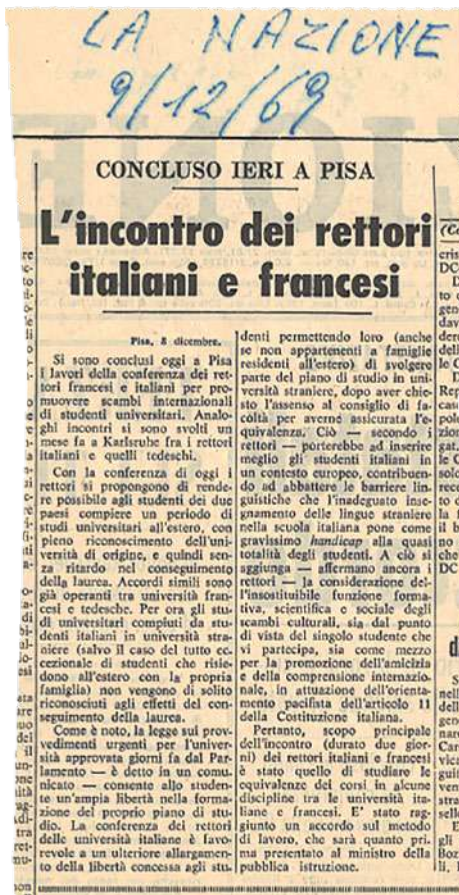 LA NAZIONE
9/12/69
CONCLUSO IERI A PISA
L'incontro dei rettori
italiani e francesi
Pisa, 8 dicembre.
Si sono conclusi oggi a Pisa
i lavori della conferenza dei ret-
tori francesi e italiani per pro-
muovere scambi internazionali
di studenti universitari. Analo-
ghi incontri si sono svolti un
mese fa a Karlsruhe fra i rettori
italiani e quelli tedeschi.
Con la conferenza di oggi i
rettori si propongono di rende-
re possibile agli studenti dei due
paesi compiere un periodo di
studi universitari all'estero, con
pieno riconoscimento dell'uni-
versità di origine, e quindi sen-
za ritardo nel conseguimento
della laurea. Accordi simili sono
già operanti tra università fran-
cesi e tedesche. Per ora gli stu-
di universitari compiuti da stu-
denti italiani in università stra-
niere (salvo il caso del tutto ec-
cezionale di studenti che risie-
dono all'estero con la propria
famiglia) non vengono di solito
riconosciuti agli effetti del con-
seguimento della laurea.
Come è noto, la legge sui prov-
vedimenti urgenti per l'univer-
sità approvata giorni fa dal Par-
lamento — è detto in un comu-
nicato — consente allo studen-
te un'ampia libertà nella forma-
zione del proprio piano di stu-
dio. La conferenza dei rettori
delle università italiane è favo-
revole a un ulteriore allargamen-
to della libertà concessa agli stu-
denti permettendo loro (anche
se non appartenenti a famiglie
residenti all'estero) di svolgere
parte del piano di studio in uni-
versità straniere, dopo aver chie-
sto l'assenso al consiglio di fa-
coltà per averne assicurata l'e-
quivalenza. Ciò — secondo i
rettori — porterebbe ad inserire
meglio gli studenti italiani in
un contesto europeo, contribuen-
do ad abbattere le barriere lin-
guistiche che l'inadeguato inse-
gnamento delle lingue straniere
nella scuola italiana pone come
gravissimo handicap alla quasi
totalità degli studenti. A ciò si
aggiunga — affermano ancora i
rettori — la considerazione del-
l'insostituibile funzione forma-
tiva, scientifica e sociale degli
scambi culturali, sia dal punto
di vista del singolo studente che
vi partecipa, sia come mezzo
per la promozione dell'amicizia
e della comprensione internazio-
nale, in attuazione dell'orienta-
mento pacifista dell'articolo 11
della Costituzione italiana.
Pertanto, scopo principale
dell'incontro (durato due gior-
ni) dei rettori italiani e francesi
è stato quello di studiare le
equivalenze dei corsi in alcune
discipline tra le università ita-
liane e francesi. E' stato rag-
giunto un accordo sul metodo
di lavoro, che sarà quanto pri-
ma presentato al ministro della
pubblica istruzione.